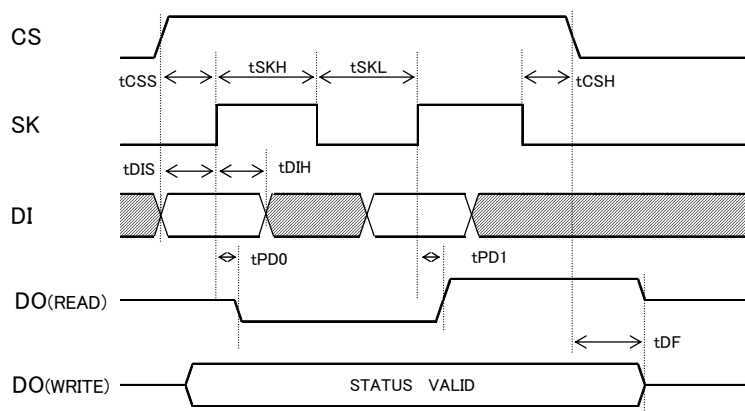 CS
tCSS
tSKH
tSKL
tCSH
SK
tDIS
tDIH
DI
tPD0
tPD1
DO(READ)
tDF
DO(WRITE)
STATUS VALID